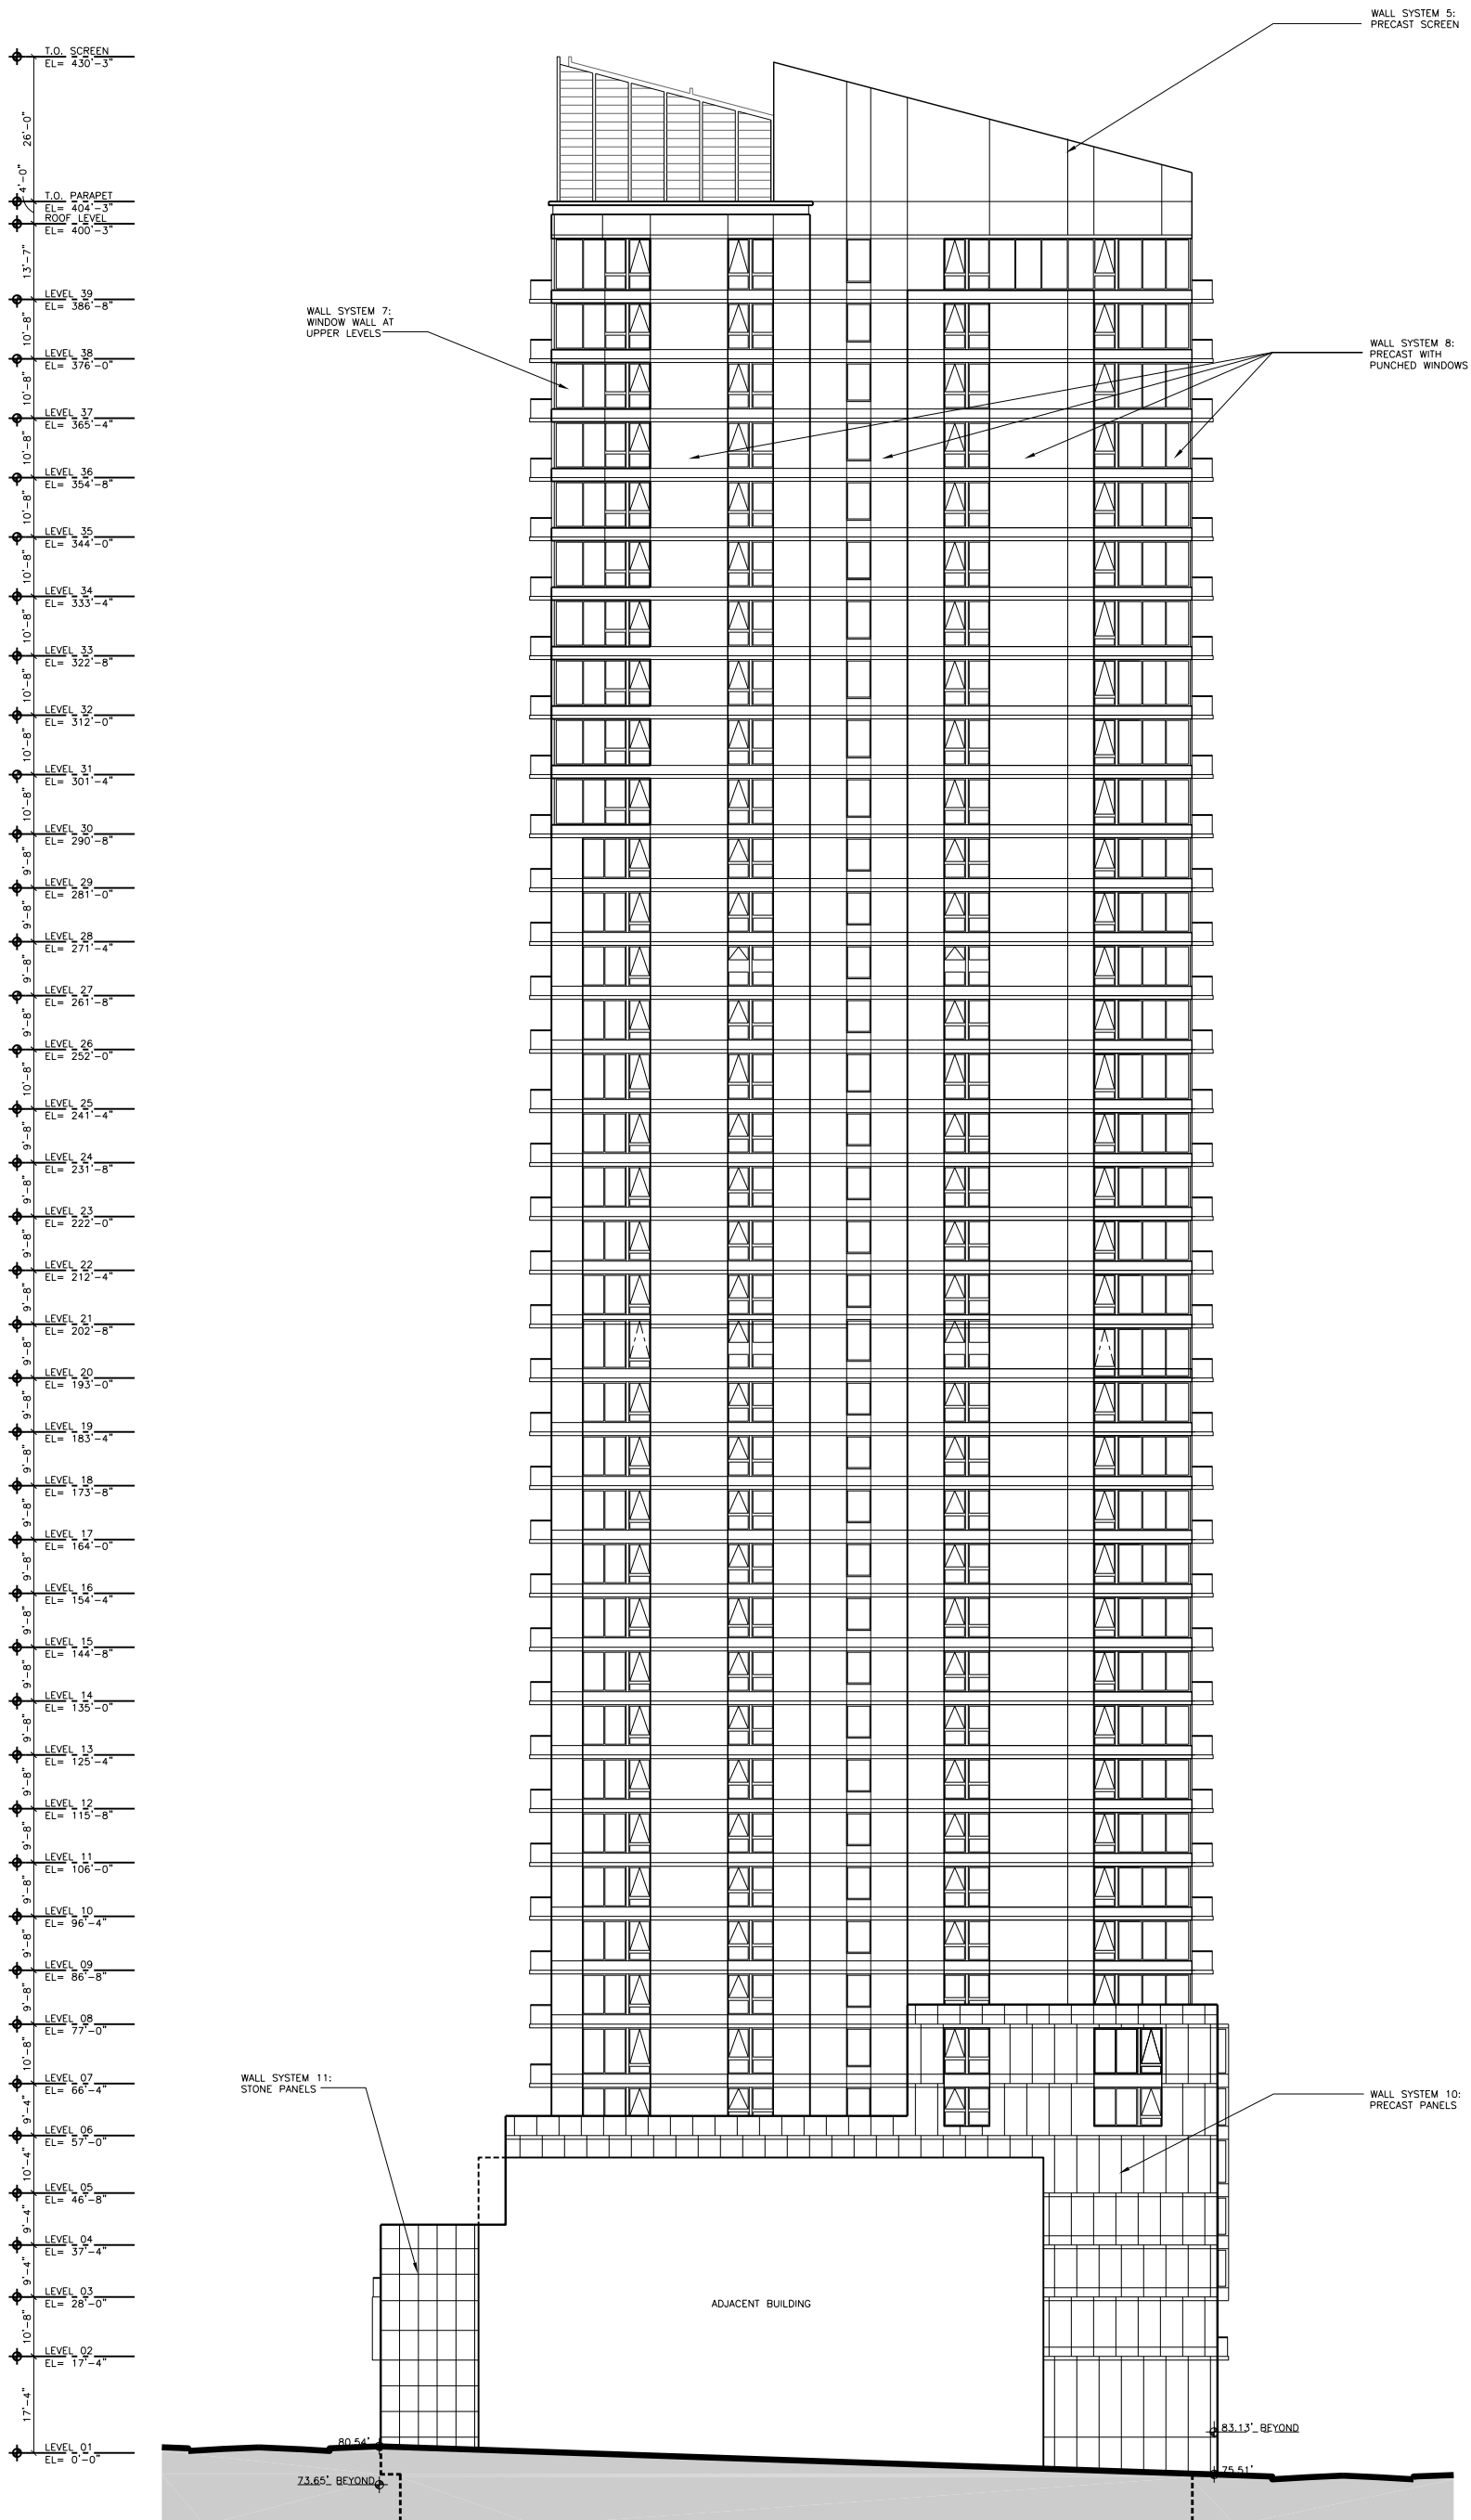 WALL SYSTEM 5:
PRECAST SCREEN
T.O. SCREEN
EL= 430'-3"
26'-0"
4'-0"
T.O. PARAPET
EL= 404'-3"
ROOF LEVEL
EL= 400'-3"
13'-7"
LEVEL 39
EL= 386'-8"
WALL SYSTEM 7:
WINDOW WALL AT
UPPER LEVELS
WALL SYSTEM 8:
PRECAST WITH
PUNCHED WINDOWS
10'-8"
LEVEL 38
EL= 376'-0"
10'-8"
LEVEL 37
EL= 365'-4"
10'-8"
LEVEL 36
EL= 354'-8"
10'-8"
LEVEL 35
EL= 344'-0"
10'-8"
LEVEL 34
EL= 333'-4"
10'-8"
LEVEL 33
EL= 322'-8"
10'-8"
LEVEL 32
EL= 312'-0"
10'-8"
LEVEL 31
EL= 301'-4"
10'-8"
LEVEL 30
EL= 290'-8"
9'-8"
LEVEL 29
EL= 281'-0"
9'-8"
LEVEL 28
EL= 271'-4"
9'-8"
LEVEL 27
EL= 261'-8"
9'-8"
LEVEL 26
EL= 252'-0"
10'-8"
LEVEL 25
EL= 241'-4"
9'-8"
LEVEL 24
EL= 231'-8"
9'-8"
LEVEL 23
EL= 222'-0"
9'-8"
LEVEL 22
EL= 212'-4"
9'-8"
LEVEL 21
EL= 202'-8"
9'-8"
LEVEL 20
EL= 193'-0"
9'-8"
LEVEL 19
EL= 183'-4"
9'-8"
LEVEL 18
EL= 173'-8"
9'-8"
LEVEL 17
EL= 164'-0"
9'-8"
LEVEL 16
EL= 154'-4"
9'-8"
LEVEL 15
EL= 144'-8"
9'-8"
LEVEL 14
EL= 135'-0"
9'-8"
LEVEL 13
EL= 125'-4"
9'-8"
LEVEL 12
EL= 115'-8"
9'-8"
LEVEL 11
EL= 106'-0"
9'-8"
LEVEL 10
EL= 96'-4"
9'-8"
LEVEL 09
EL= 86'-8"
9'-8"
LEVEL 08
EL= 77'-0"
10'-8"
LEVEL 07
EL= 66'-4"
WALL SYSTEM 11:
STONE PANELS
WALL SYSTEM 10:
PRECAST PANELS
9'-4"
LEVEL 06
EL= 57'-0"
10'-4"
LEVEL 05
EL= 46'-8"
9'-4"
LEVEL 04
EL= 37'-4"
9'-4"
LEVEL 03
EL= 28'-0"
ADJACENT BUILDING
10'-8"
LEVEL 02
EL= 17'-4"
17'-4"
LEVEL 01
EL= 0'-0"
83.13' BEYOND
80.54'
75.51'
73.65' BEYOND